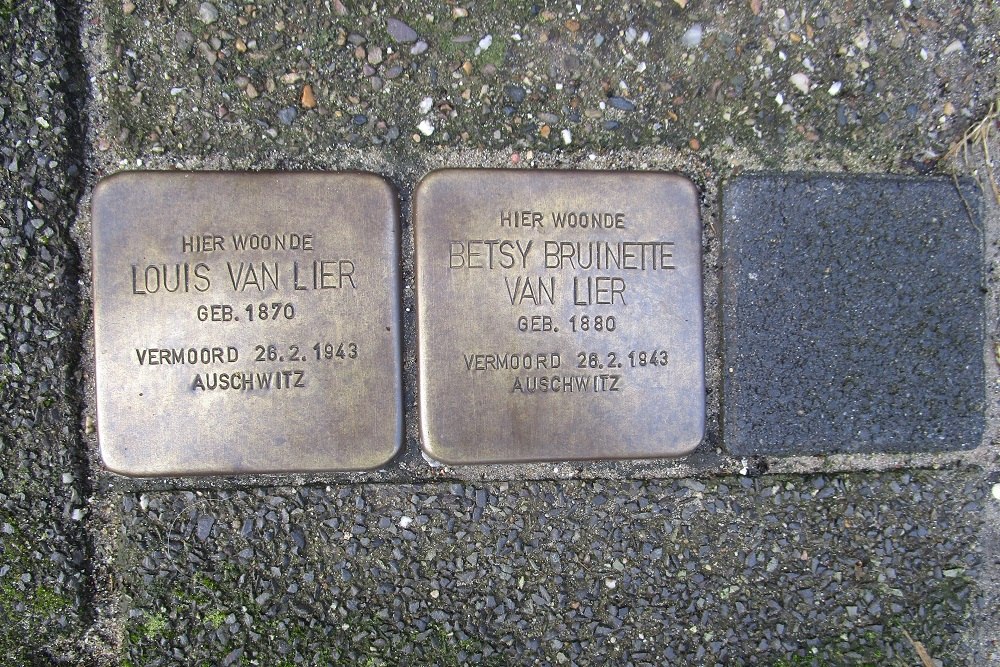 HIER WOONDE
LOUIS VAN LIER
GEB. 1870
VERMOORD 26.2.1943
AUSCHWITZ
HIER WOONDE
BETSY BRUINETTE
VAN LIER
GEB. 1880
VERMOORD 26.2.1943
AUSCHWITZ